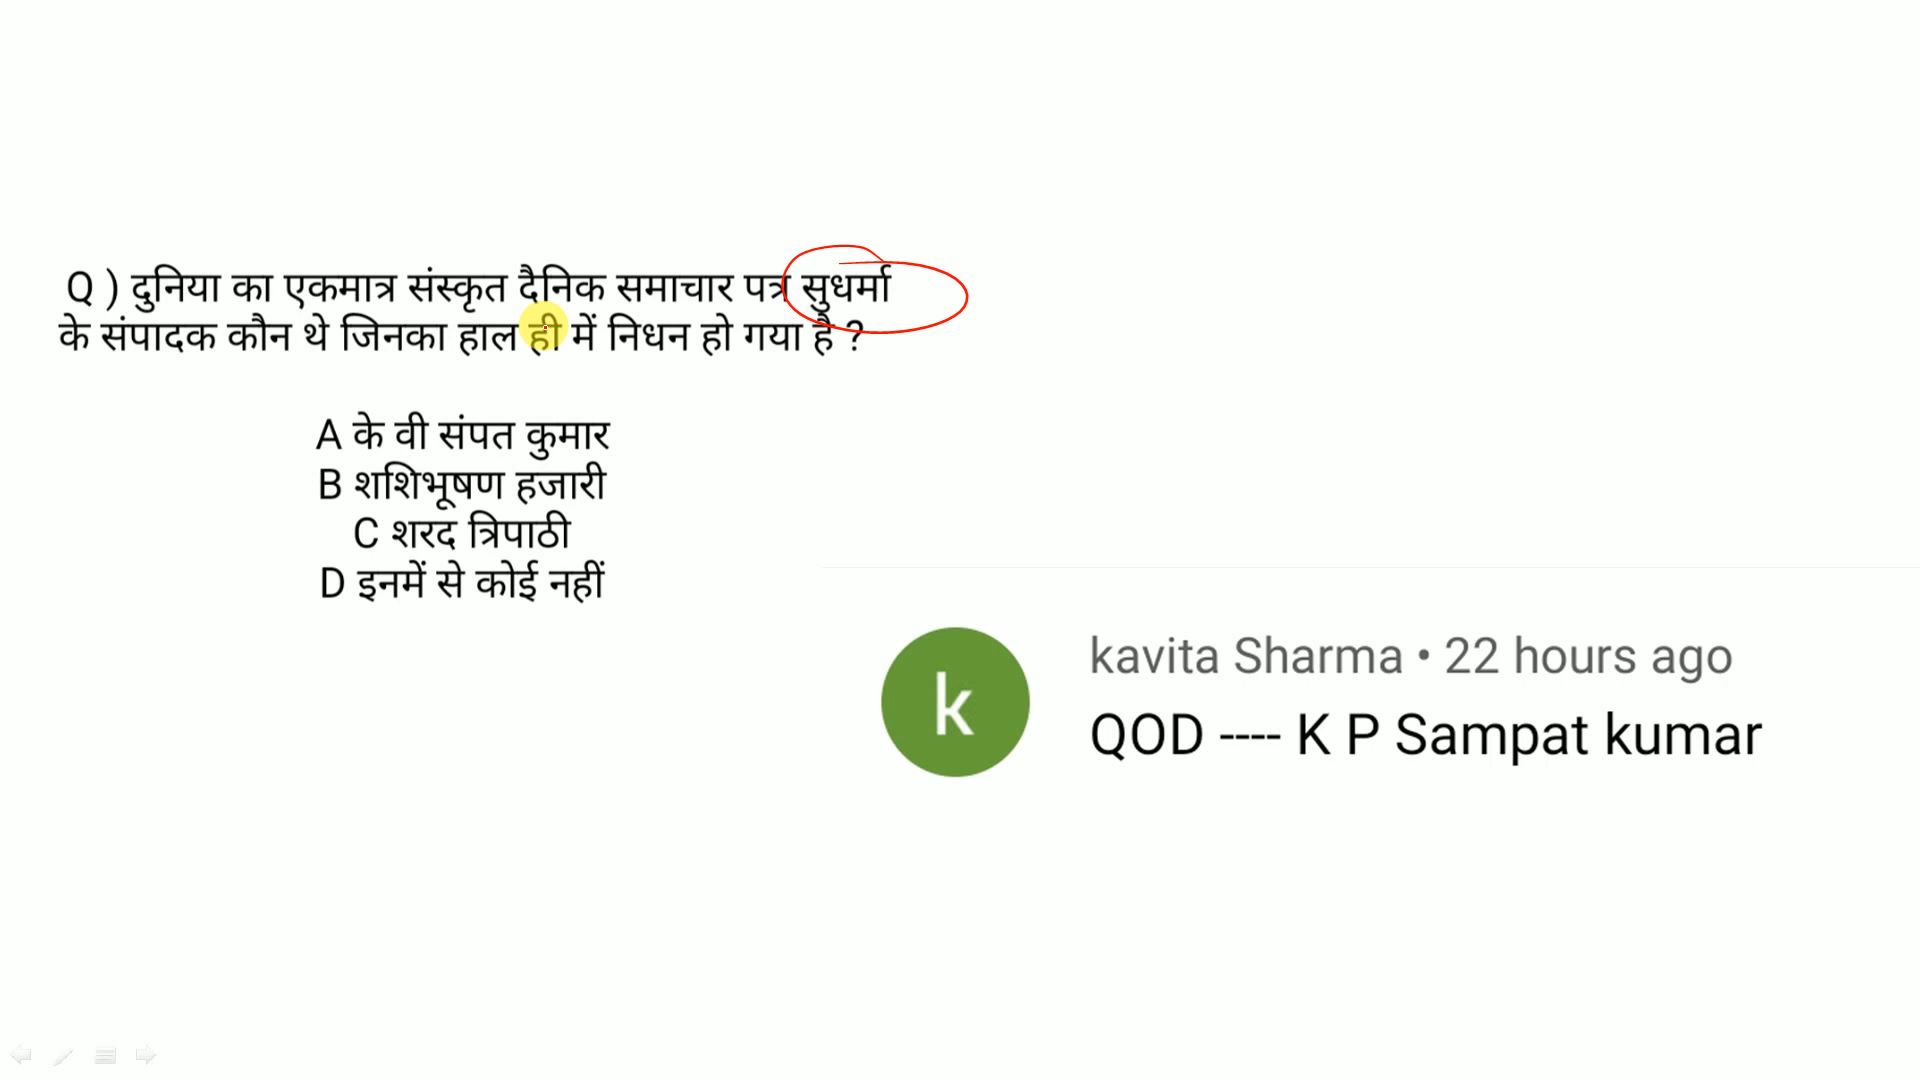 Q ) दुनिया का एकमात्र संस्कृत दैनिक समाचार पत्र सुधर्मा
के संपादक कौन थे जिनका हाल ही में निधन हो गया है ?
A के वी संपत कुमार
B शशिभूषण हजारी
C शरद त्रिपाठी
D इनमें से कोई नहीं
k
kavita Sharma • 22 hours ago
QOD ---- K P Sampat kumar